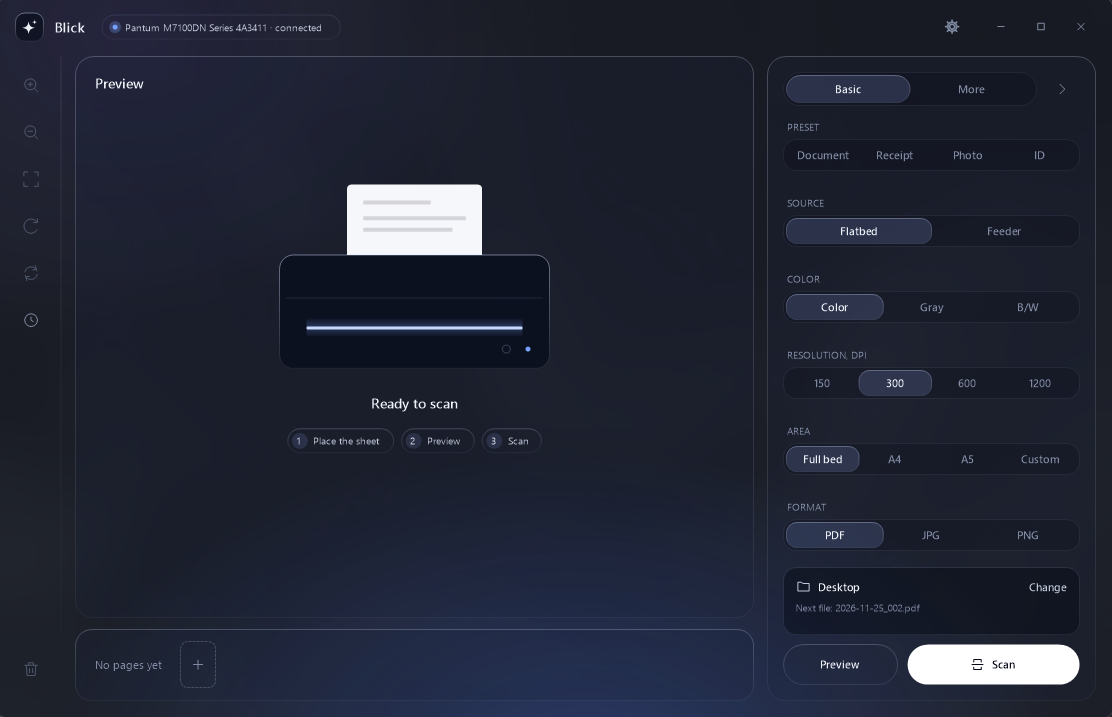 Blick
Pantum M7100DN Series 4A3411 · connected
Preview
Ready to scan
1 Place the sheet
2 Preview
3 Scan
No pages yet
+
Basic More
PRESET
Document Receipt Photo ID
SOURCE
Flatbed Feeder
COLOR
Color Gray B/W
RESOLUTION, DPI
150 300 600 1200
AREA
Full bed A4 A5 Custom
FORMAT
PDF JPG PNG
Desktop Change
Next file: 2026-11-25_002.pdf
Preview Scan